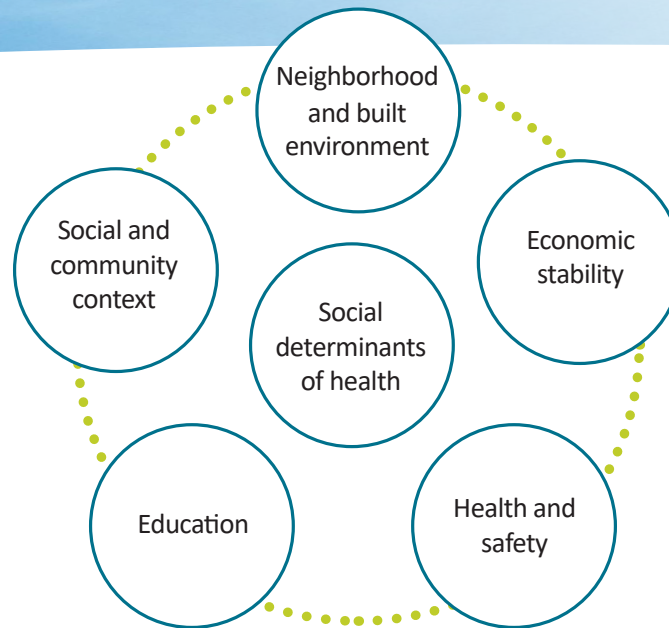 Neighborhood
and built
environment
Social and
community
context
Economic
stability
Social
determinants
of health
Education
Health and
safety